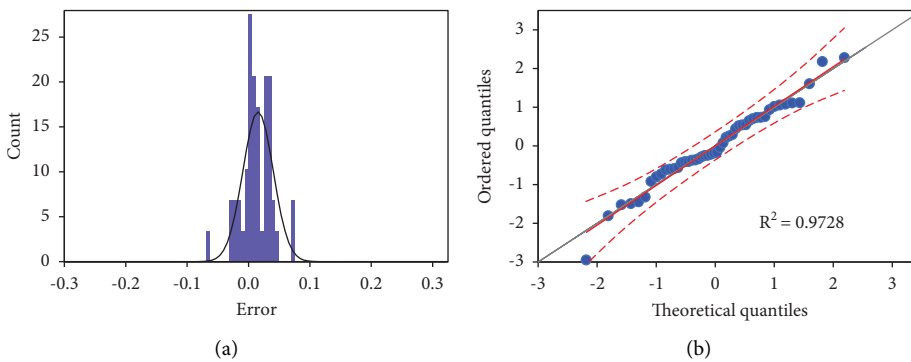 25
20
15
10
5
0
Count
-0.3 -0.2 -0.1 0.0 0.1 0.2 0.3
Error
(a)
3
2
1
0
-1
-2
-3
Ordered quantiles
R² = 0.9728
-3 -2 -1 0 1 2 3
Theoretical quantiles
(b)